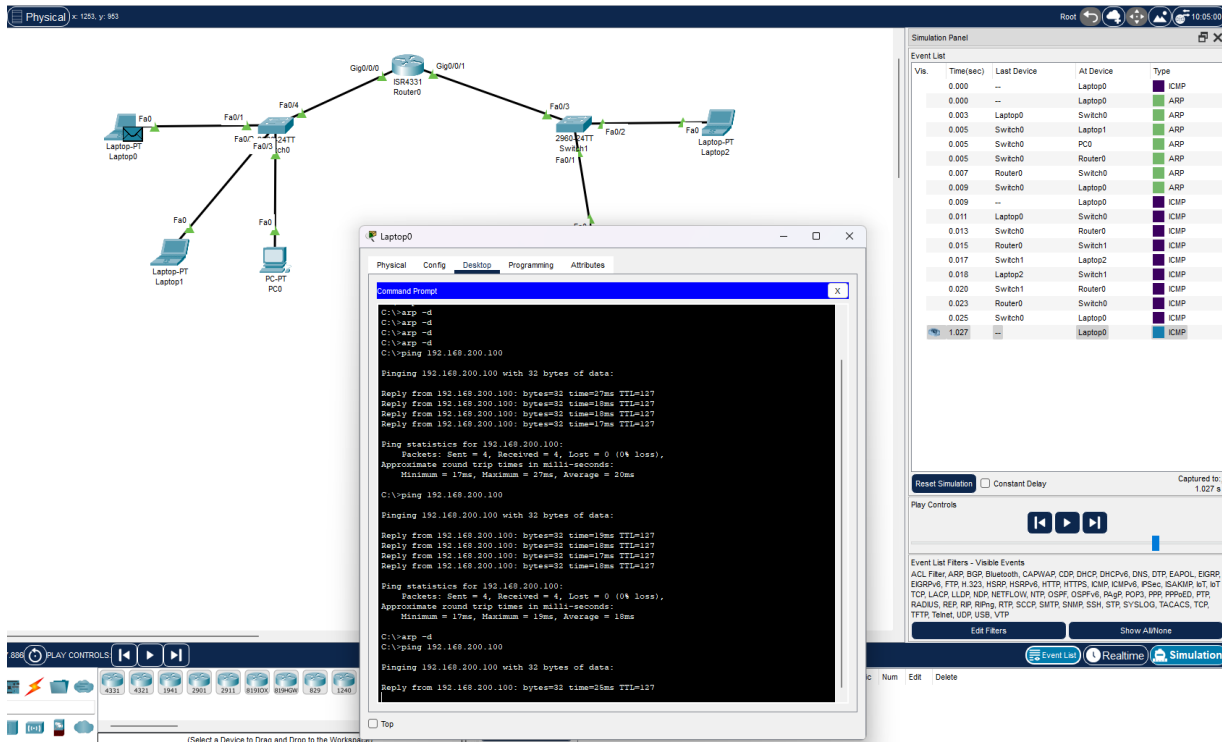 Physical x: 1253, y: 953
Root
10:05:00
Gig0/0/0
Gig0/0/1
ISR4331
Router0
Fa0
Fa0/1
Fa0/4
Laptop-PT
Laptop0
Fa0/3
Fa0/3
Fa0/2
Fa0
Switch1
Fa0/1
Laptop-PT
Laptop2
Fa0
Fa0
Laptop-PT
Laptop1
PC-PT
PC0
Laptop0
Physical Config Desktop Programming Attributes
Command Prompt X
C:\>arp -d
C:\>arp -d
C:\>arp -d
C:\>ping 192.168.200.100
Pinging 192.168.200.100 with 32 bytes of data:
Reply from 192.168.200.100: bytes=32 time=27ms TTL=127
Reply from 192.168.200.100: bytes=32 time=18ms TTL=127
Reply from 192.168.200.100: bytes=32 time=18ms TTL=127
Reply from 192.168.200.100: bytes=32 time=17ms TTL=127
Ping statistics for 192.168.200.100:
Packets: Sent = 4, Received = 4, Lost = 0 (0% loss),
Approximate round trip times in milli-seconds:
Minimum = 17ms, Maximum = 27ms, Average = 20ms
C:\>ping 192.168.200.100
Pinging 192.168.200.100 with 32 bytes of data:
Reply from 192.168.200.100: bytes=32 time=19ms TTL=127
Reply from 192.168.200.100: bytes=32 time=18ms TTL=127
Reply from 192.168.200.100: bytes=32 time=17ms TTL=127
Reply from 192.168.200.100: bytes=32 time=18ms TTL=127
Ping statistics for 192.168.200.100:
Packets: Sent = 4, Received = 4, Lost = 0 (0% loss),
Approximate round trip times in milli-seconds:
Minimum = 17ms, Maximum = 19ms, Average = 18ms
C:\>arp -d
C:\>ping 192.168.200.100
Pinging 192.168.200.100 with 32 bytes of data:
Reply from 192.168.200.100: bytes=32 time=25ms TTL=127
Top
Simulation Panel
Event List
Vis. Time(sec) Last Device At Device Type
0.000 -- Laptop0 ICMP
0.000 -- Laptop0 ARP
0.003 Laptop0 Switch0 ARP
0.005 Switch0 Laptop1 ARP
0.005 Switch0 PC0 ARP
0.005 Switch0 Router0 ARP
0.007 Router0 Switch0 ARP
0.009 Switch0 Laptop0 ARP
0.009 -- Laptop0 ICMP
0.011 Laptop0 Switch0 ICMP
0.013 Switch0 Router0 ICMP
0.015 Router0 Switch1 ICMP
0.017 Switch1 Laptop2 ICMP
0.018 Laptop2 Switch1 ICMP
0.020 Switch1 Router0 ICMP
0.023 Router0 Switch0 ICMP
0.025 Switch0 Laptop0 ICMP
1.027 -- Laptop0 ICMP
Reset Simulation Constant Delay Captured to:
1.027 s
Play Controls
Event List Filters - Visible Events
ACL Filter, ARP, BGP, Bluetooth, CAPWAP, CDP, DHCP, DHCPv6, DNS, DTP, EAPOL, EIGRP,
EIGRPv6, FTP, H.323, HSRP, HSRPv6, HTTP, HTTPS, ICMP, ICMPv6, IPSec, ISAKMP, IoT, IoT
TCP, LACP, LLDP, NDP, NETFLOW, NTP, OSPF, OSPFv6, PAgP, POP3, PPP, PPPoED, PTP,
RADIUS, REP, RIP, RIPng, RTP, SCCP, SMTP, SNMP, SSH, STP, SYSLOG, TACACS, TCP,
TFTP, Telnet, UDP, USB, VTP
Edit Filters Show All/None
PLAY CONTROLS:
Event List Realtime Simulation
4331 4321 1941 2901 2911 819IOX 819HGW 829 1240
Num Edit Delete
(Select a Device to Drag and Drop to the Workspace)